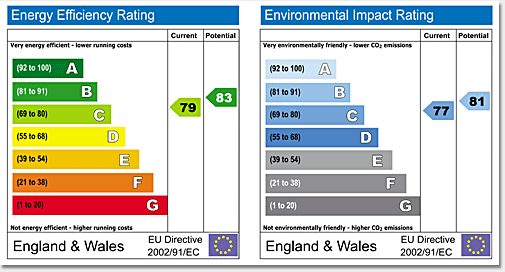 Energy Efficiency Rating
Current Potential
Very energy efficient - lower running costs
(92 to 100) A
(81 to 91) B
(69 to 80) C
(55 to 68) D
(39 to 54) E
(21 to 38) F
(1 to 20) G
79
83
Not energy efficient - higher running costs
England & Wales
EU Directive
2002/91/EC
Environmental Impact Rating
Current Potential
Very environmentally friendly - lower CO2 emissions
(92 to 100) A
(81 to 91) B
(69 to 80) C
(55 to 68) D
(39 to 54) E
(21 to 38) F
(1 to 20) G
77
81
Not environmentally friendly - higher CO2 emissions
England & Wales
EU Directive
2002/91/EC